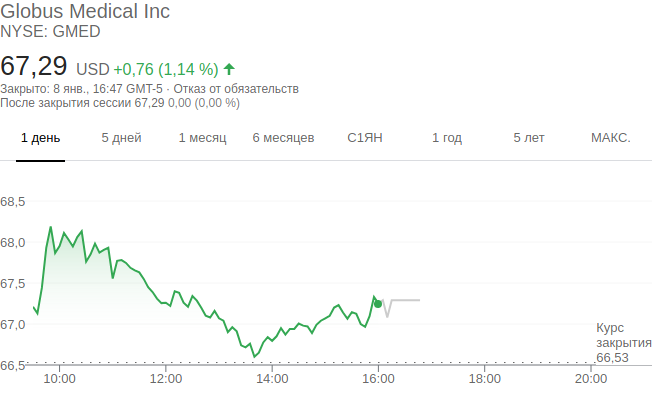 Globus Medical Inc
NYSE: GMED
67,29 USD +0,76 (1,14 %)
Закрыто: 8 янв., 16:47 GMT-5 · Отказ от обязательств
После закрытия сессии 67,29 0,00 (0,00 %)
1 день 5 дней 1 месяц 6 месяцев С1ЯН 1 год 5 лет МАКС.
68,5
68,0
67,5
67,0
66,5
Курс
закрытия
66,53
10:00 12:00 14:00 16:00 18:00 20:00